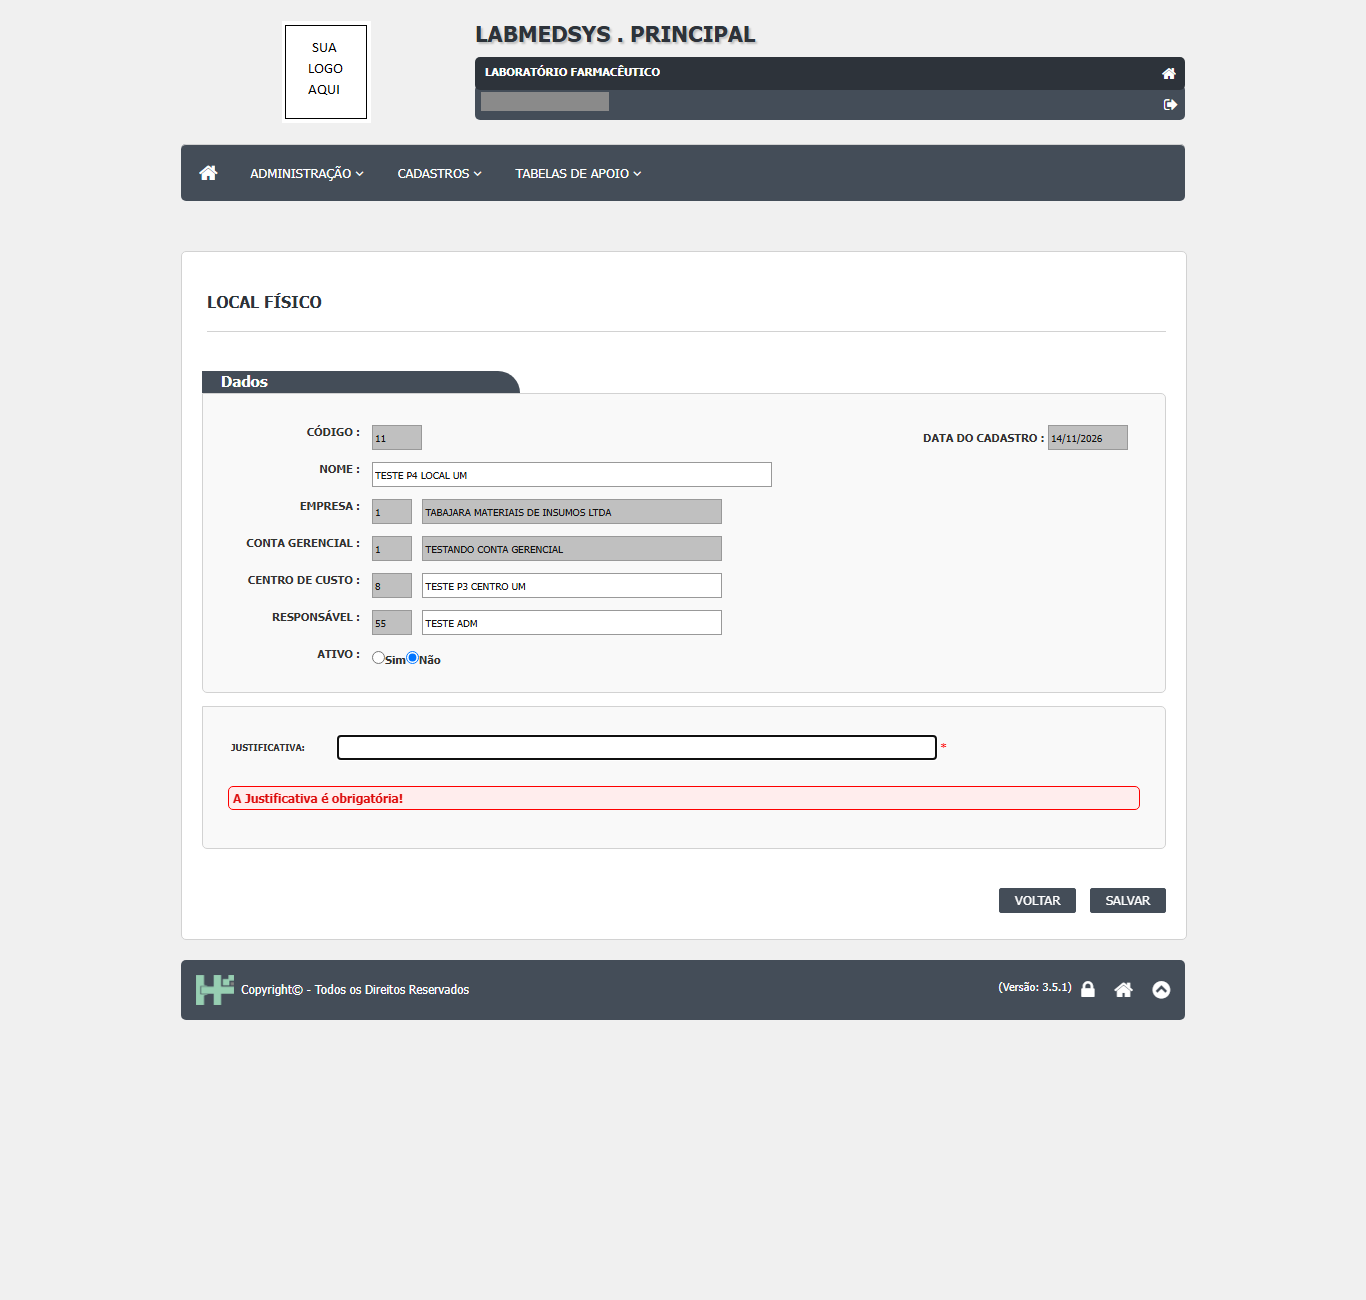 SUA
LOGO
AQUI
LABMEDSYS . PRINCIPAL
LABORATÓRIO FARMACÊUTICO
ADMINISTRAÇÃO CADASTROS TABELAS DE APOIO
LOCAL FÍSICO
Dados
CÓDIGO : 11 DATA DO CADASTRO : 14/11/2026
NOME : TESTE P4 LOCAL UM
EMPRESA : 1 TABAJARA MATERIAIS DE INSUMOS LTDA
CONTA GERENCIAL : 1 TESTANDO CONTA GERENCIAL
CENTRO DE CUSTO : 8 TESTE P3 CENTRO UM
RESPONSÁVEL : 55 TESTE ADM
ATIVO : Sim Não
JUSTIFICATIVA: *
A Justificativa é obrigatória!
VOLTAR SALVAR
Copyright© - Todos os Direitos Reservados (Versão: 3.5.1)